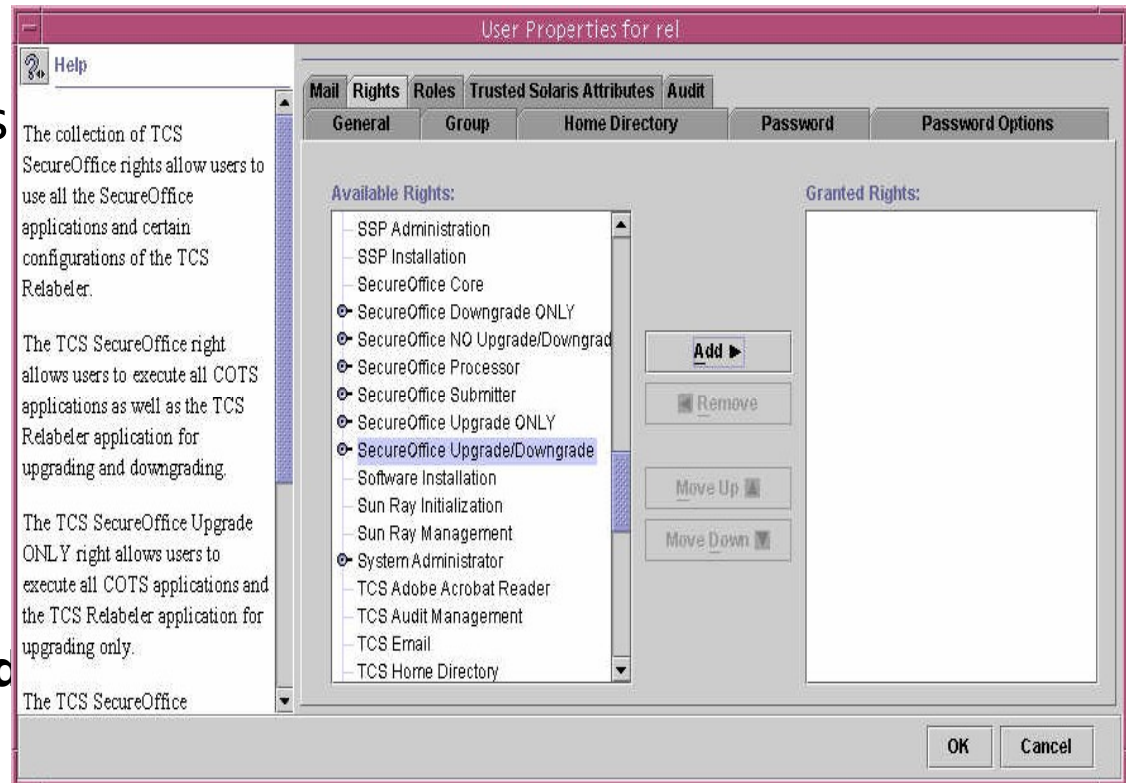 User Properties for rel
Help
s
The collection of TCS
SecureOffice rights allow users to
use all the SecureOffice
applications and certain
configurations of the TCS
Relabeler.
The TCS SecureOffice right
allows users to execute all COTS
applications as well as the TCS
Relabeler application for
upgrading and downgrading.
The TCS SecureOffice Upgrade
ONLY right allows users to
execute all COTS applications and
the TCS Relabeler application for
upgrading only.
d
The TCS SecureOffice
Mail Rights Roles Trusted Solaris Attributes Audit
General Group Home Directory Password Password Options
Available Rights:
SSP Administration
SSP Installation
SecureOffice Core
SecureOffice Downgrade ONLY
SecureOffice NO Upgrade/Downgrad
SecureOffice Processor
SecureOffice Submitter
SecureOffice Upgrade ONLY
SecureOffice Upgrade/Downgrade
Software Installation
Sun Ray Initialization
Sun Ray Management
System Administrator
TCS Adobe Acrobat Reader
TCS Audit Management
TCS Email
TCS Home Directory
Add
Remove
Move Up
Move Down
Granted Rights:
OK Cancel